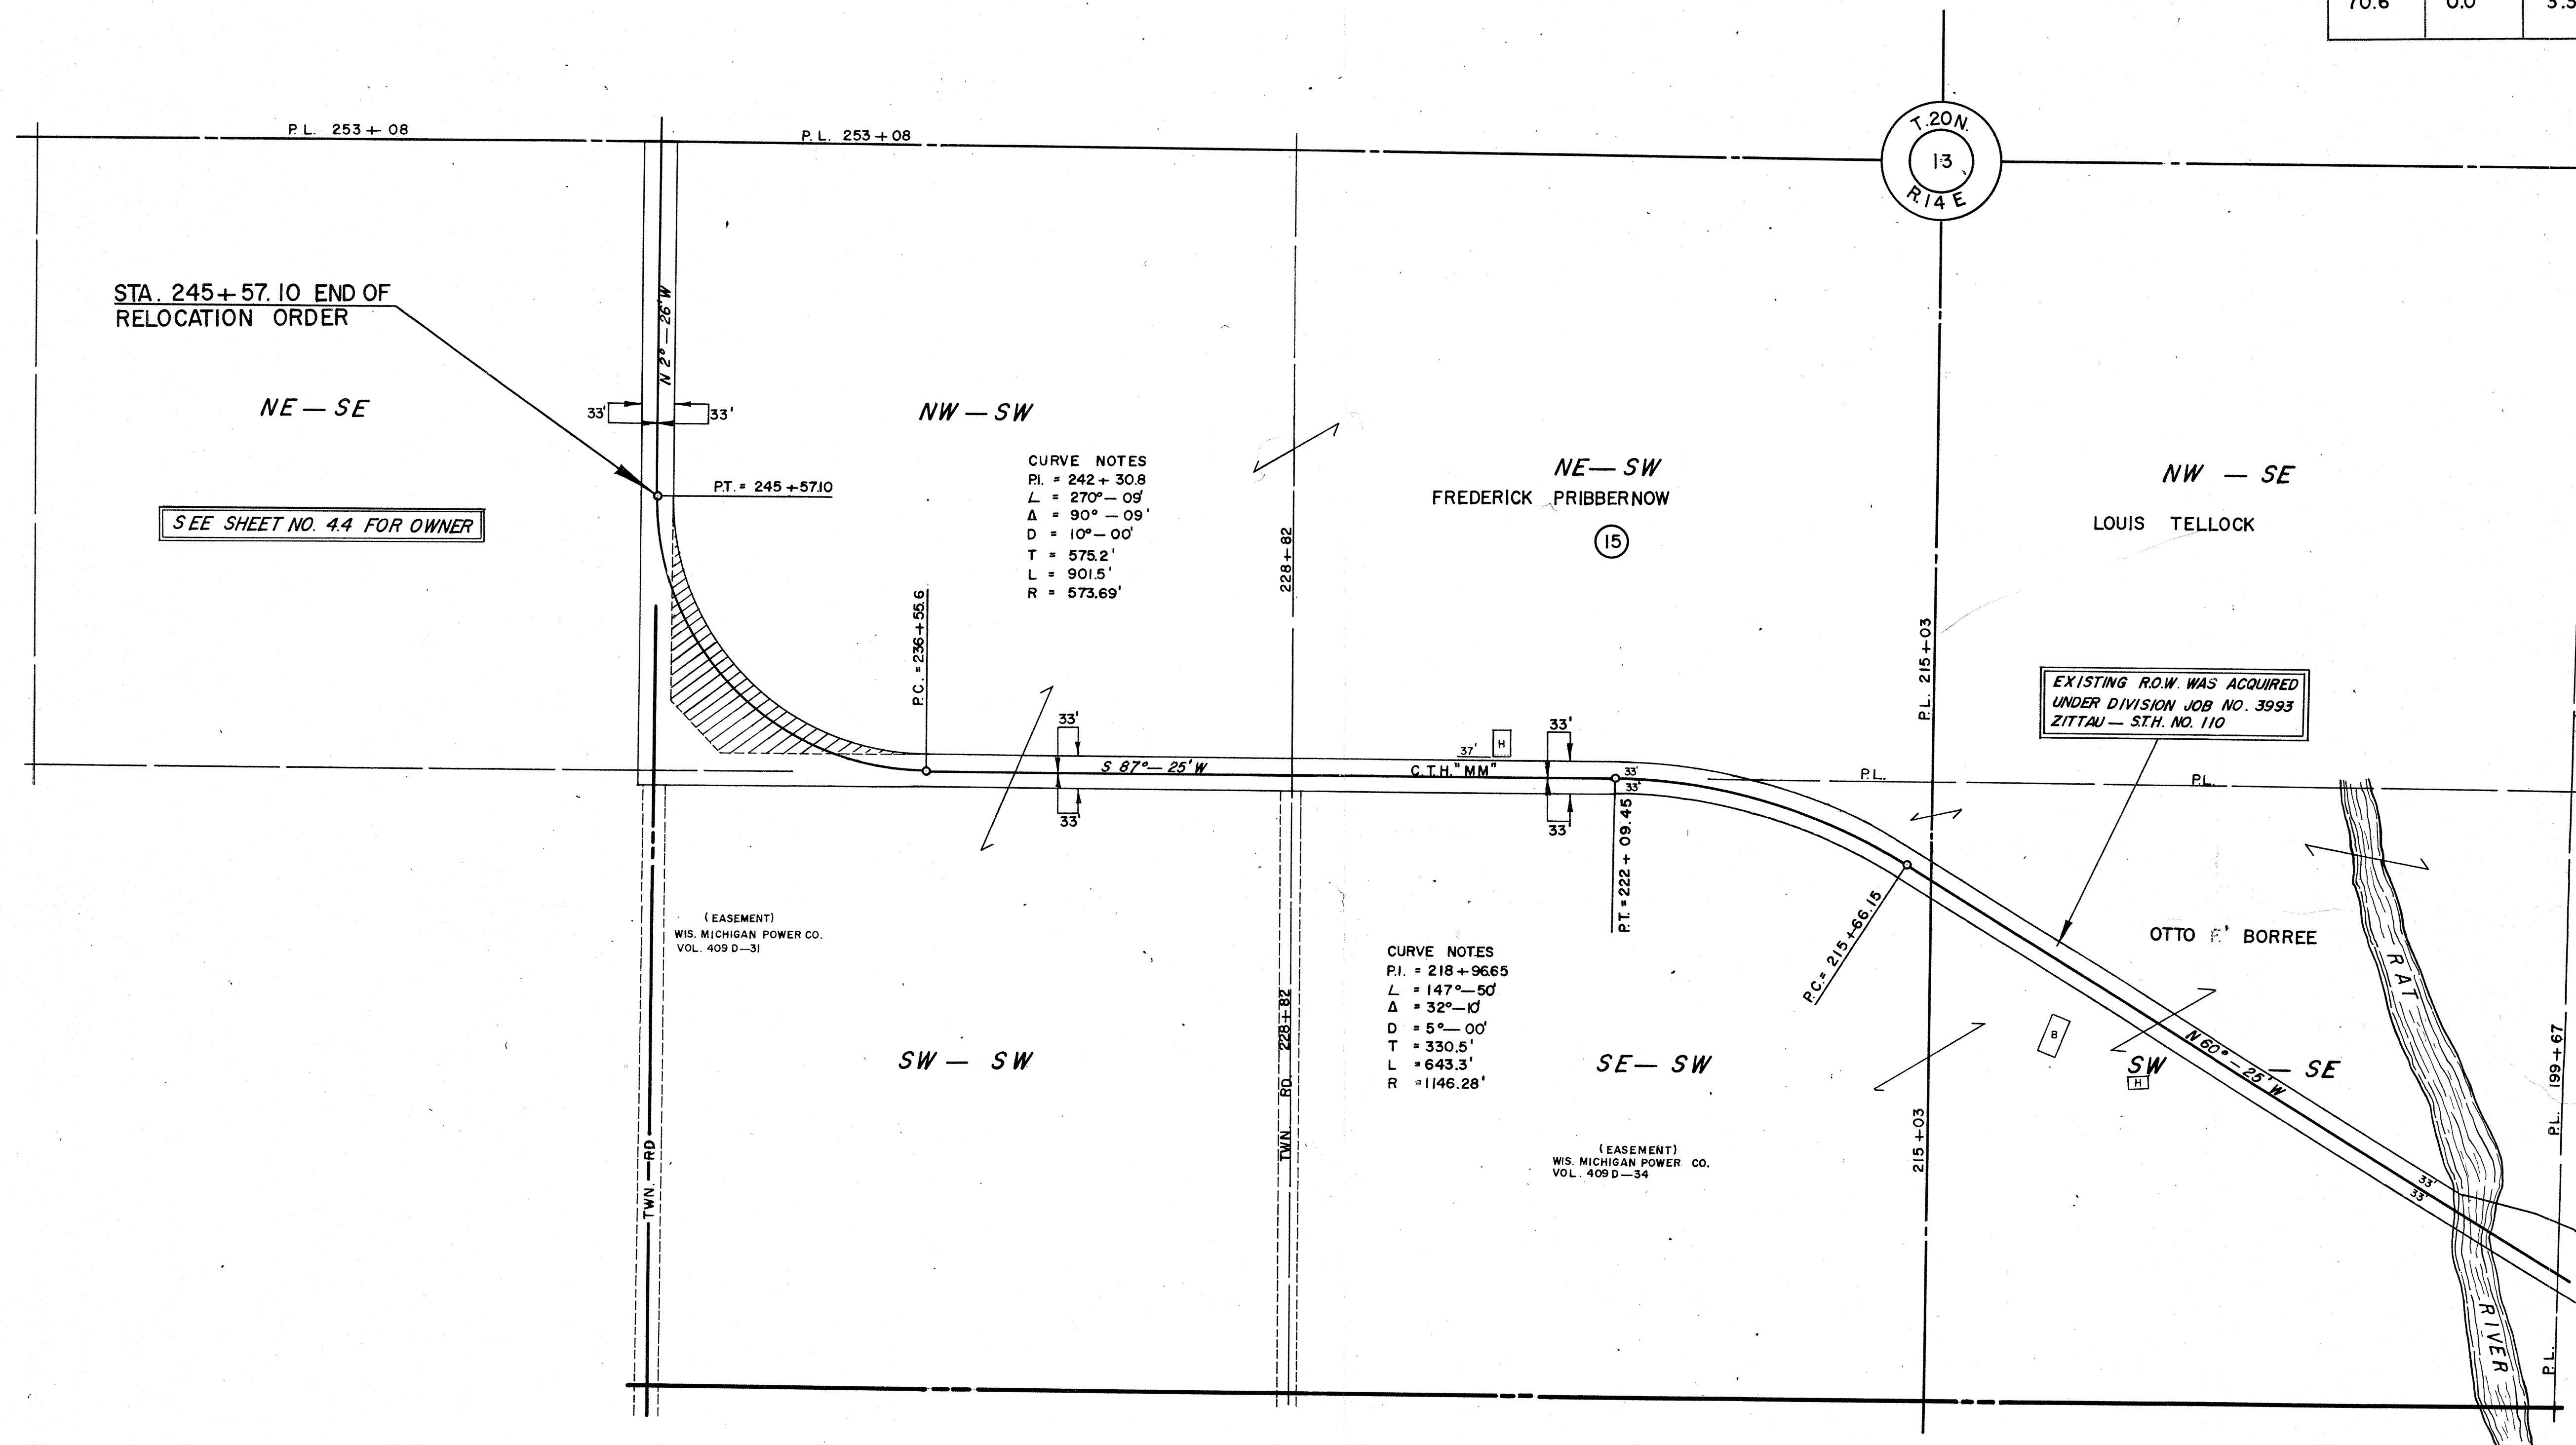 70.6 0.0
T.20N.
13
R.14 E
P.L. 253+08
P.L. 253+08
STA. 245+57.10 END OF
RELOCATION ORDER
N 2°—26'W
NE — SE
33'
33'
NW — SW
CURVE NOTES
P.I. = 242+30.8
L = 270°—09'
Δ = 90°—09'
D = 10°—00'
T = 575.2'
L = 901.5'
R = 573.69'
P.T. = 245+57.10
SEE SHEET NO. 4.4 FOR OWNER
NE — SW
FREDERICK PRIBBERNOW
15
NW — SE
LOUIS TELLOCK
228+82
P.C. = 236+55.6
P.L. 215+03
EXISTING R.O.W. WAS ACQUIRED
UNDER DIVISION JOB NO. 3993
ZITTAU — S.T.H. NO. 110
33'
33'
37'
H
S 87°—25'W
C.T.H. "MM"
33'
33'
P.L.
P.L.
33'
33'
P.T. = 222+09.45
P.C. = 215+66.15
(EASEMENT)
WIS. MICHIGAN POWER CO.
VOL. 409 D—31
OTTO F. BORREE
CURVE NOTES
P.I. = 218+96.65
L = 147°—50'
Δ = 32°—10'
D = 5°—00'
T = 330.5'
L = 643.3'
R = 1146.28'
SW — SW
TWN. RD. 228+82
SE — SW
B
N 60°—25'W
SW — SE
H
RAT
RIVER
(EASEMENT)
WIS. MICHIGAN POWER CO.
VOL. 409 D—34
215+03
TWN. RD
33'
33'
P.L. P.L. 199+67